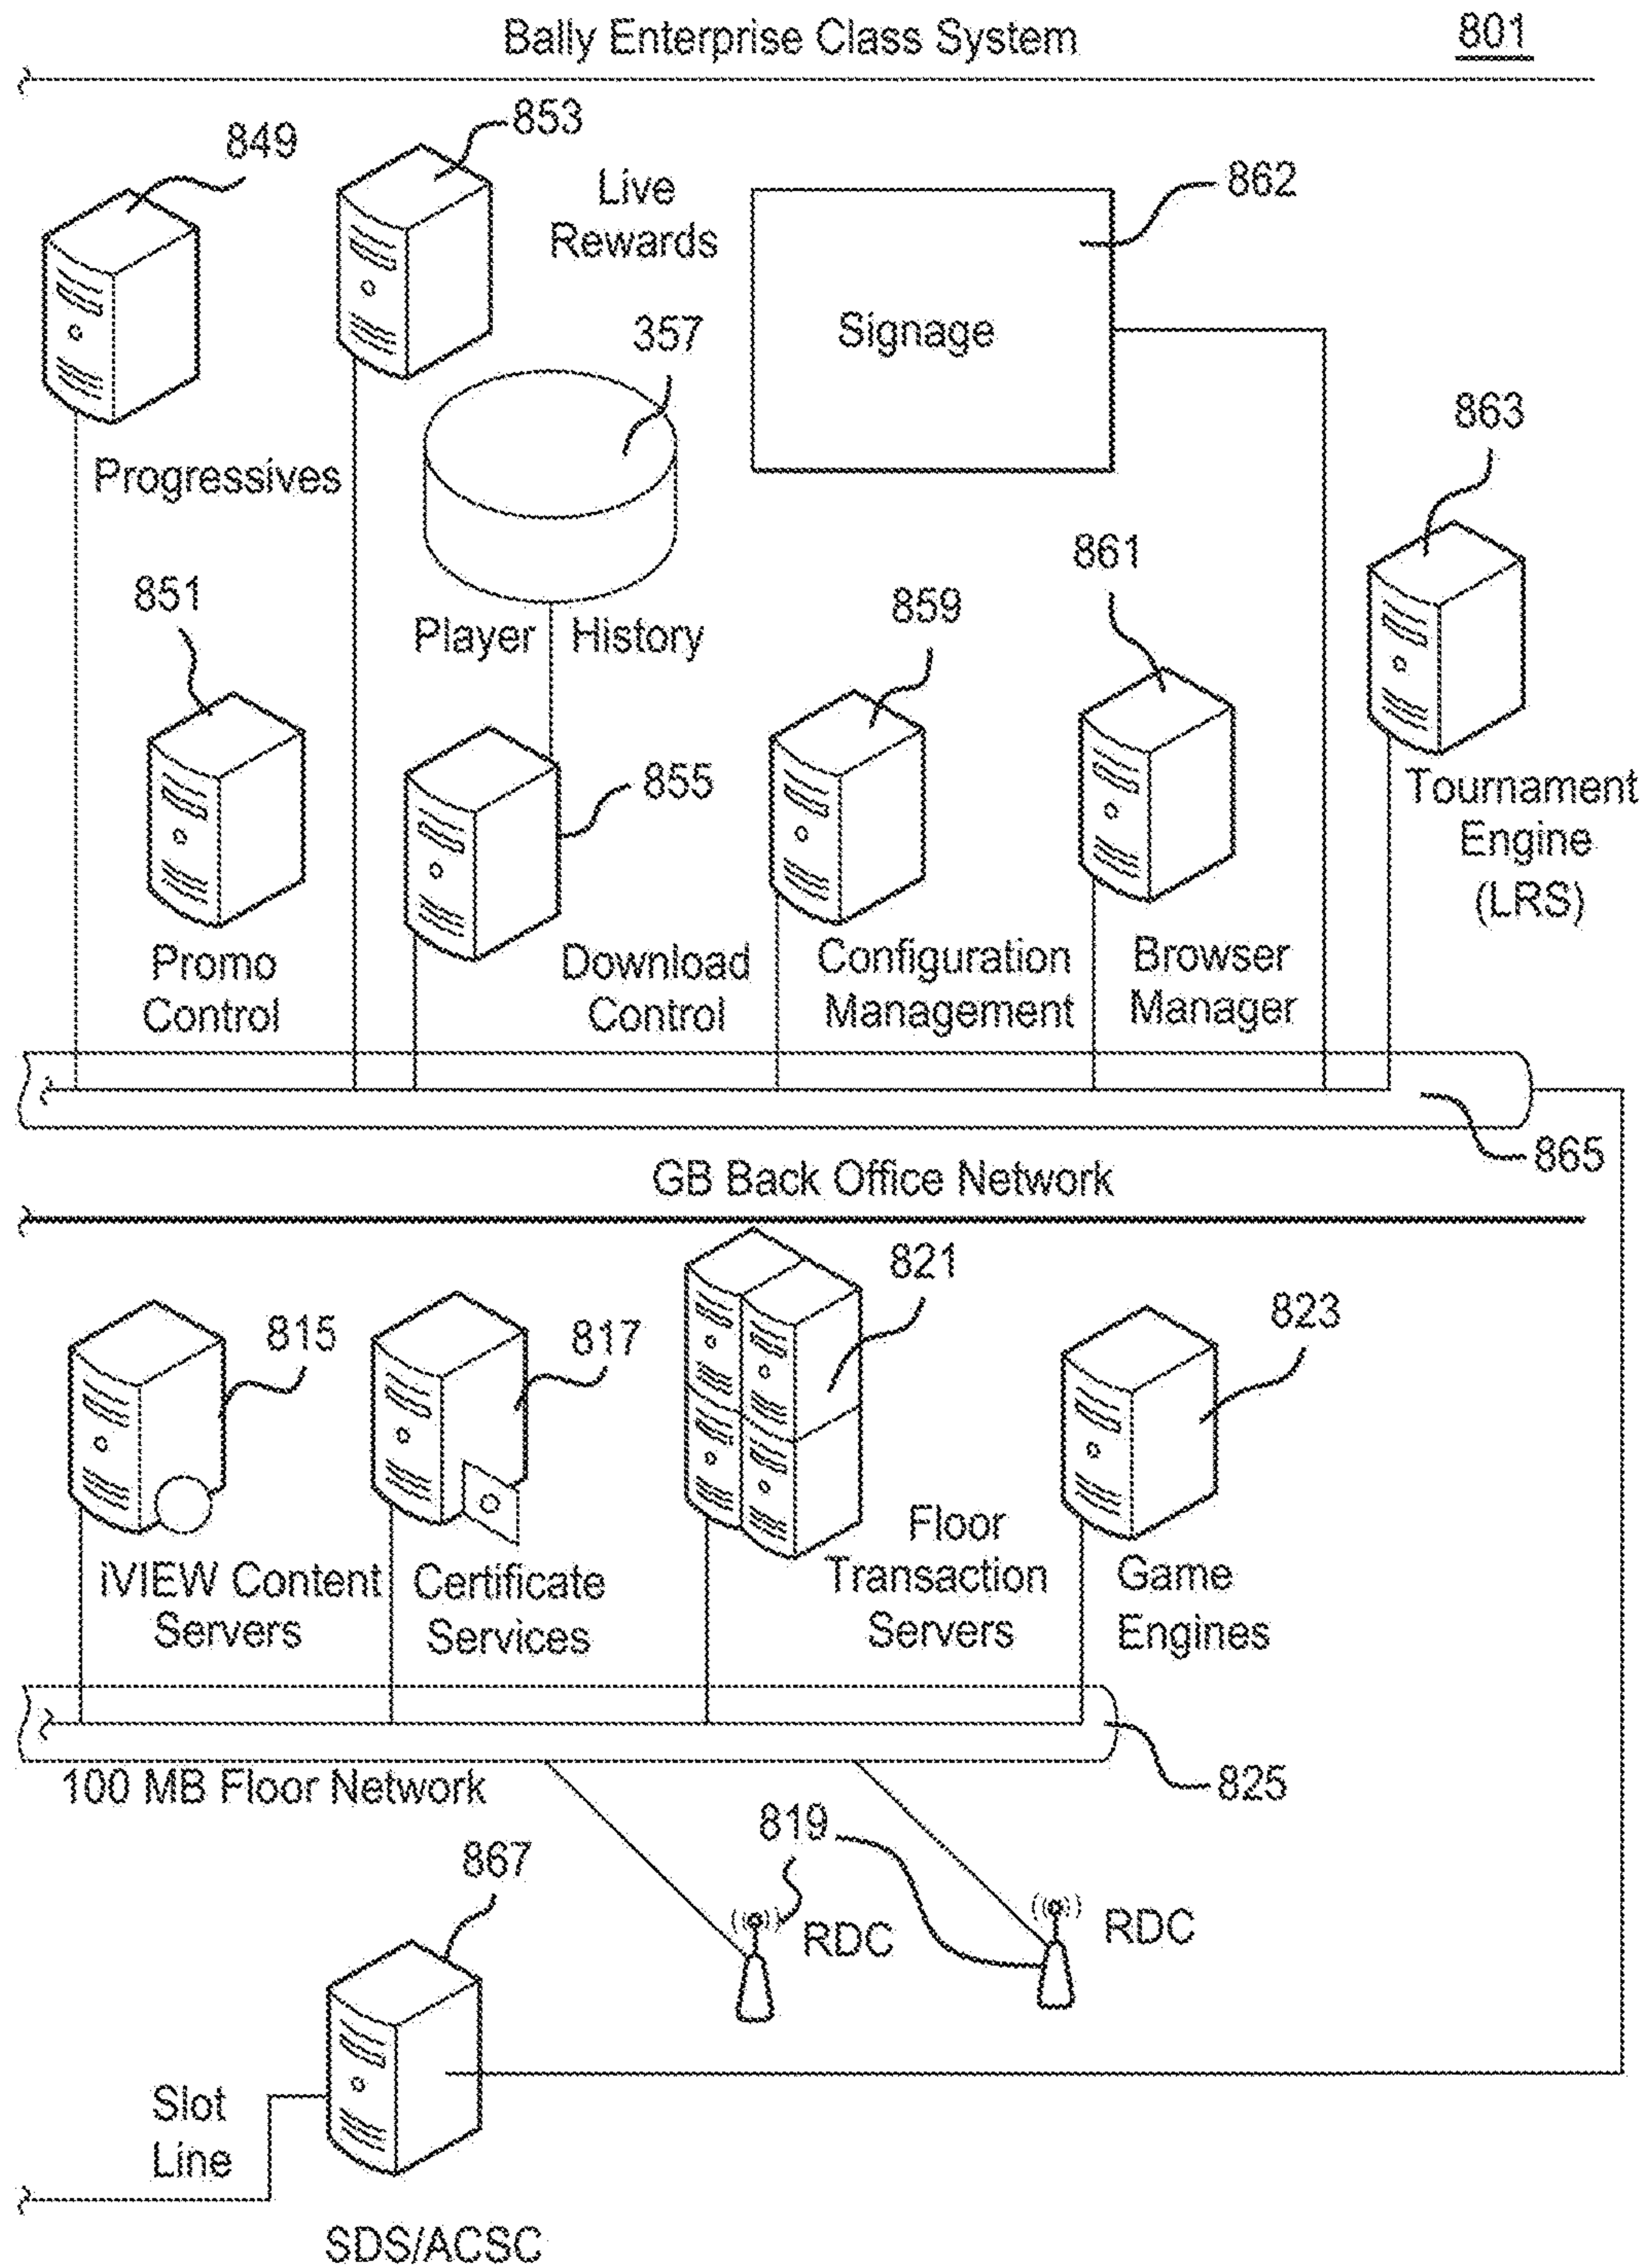 Bally Enterprise Class System
801
849
853
Live
Rewards
862
Signage
357
Progressives
863
851
Player History
859
861
855
Tournament
Engine
(LRS)
Promo
Control
Download
Control
Configuration
Management
Browser
Manager
865
GB Back Office Network
815
817
821
823
iVIEW Content
Servers
Certificate
Services
Floor
Transaction
Servers
Game
Engines
825
100 MB Floor Network
819
867
RDC
RDC
Slot
Line
SDS/ACSC